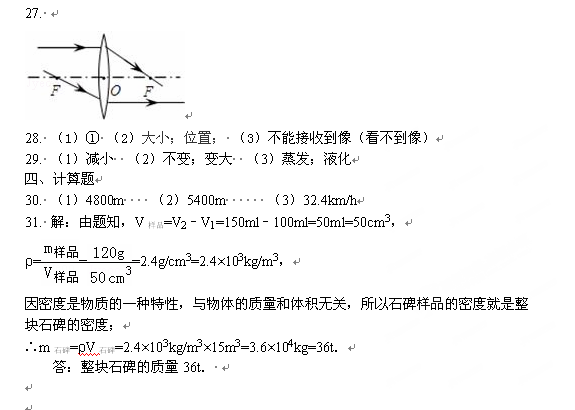 27.
F O F
28. （1）① （2）大小；位置； （3）不能接收到像（看不到像）
29. （1）减小 （2）不变；变大 （3）蒸发；液化
四、计算题
30. （1）4800m （2）5400m （3）32.4km/h
31. 解：由题知，V样品=V2﹣V1=150ml﹣100ml=50ml=50cm³，
ρ=m样品/V样品=120g/50cm³=2.4g/cm³=2.4×10³kg/m³，
因密度是物质的一种特性，与物体的质量和体积无关，所以石碑样品的密度就是整
块石碑的密度；
∴m石碑=ρV石碑=2.4×10³kg/m³×15m³=3.6×10⁴kg=36t．
答：整块石碑的质量 36t．